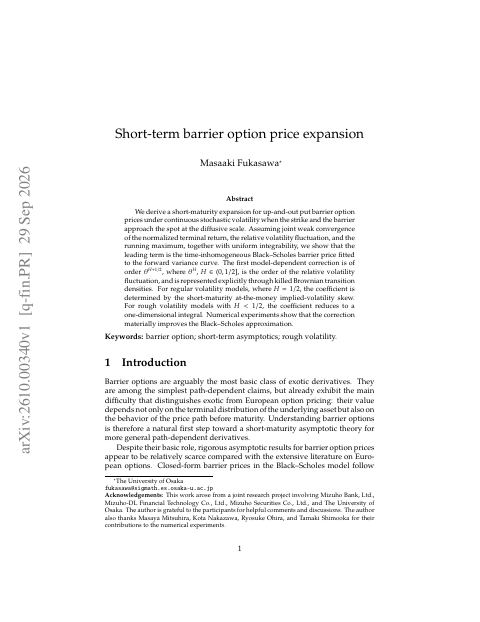 Short-term barrier option price expansion
Masaaki Fukasawa*
Abstract
We derive a short-maturity expansion for up-and-out put barrier option
prices under continuous stochastic volatility when the strike and the barrier
approach the spot at the diffusive scale. Assuming joint weak convergence
of the normalized terminal return, the relative volatility fluctuation, and the
running maximum, together with uniform integrability, we show that the
leading term is the time-inhomogeneous Black–Scholes barrier price fitted
to the forward variance curve. The first model-dependent correction is of
order θ^{H+1/2}, where θ^H, H ∈ (0, 1/2], is the order of the relative volatility
fluctuation, and is represented explicitly through killed Brownian transition
densities. For regular volatility models, where H = 1/2, the coefficient is
determined by the short-maturity at-the-money implied-volatility skew.
For rough volatility models with H < 1/2, the coefficient reduces to a
one-dimensional integral. Numerical experiments show that the correction
materially improves the Black–Scholes approximation.
Keywords: barrier option; short-term asymptotics; rough volatility.
1 Introduction
Barrier options are arguably the most basic class of exotic derivatives. They
are among the simplest path-dependent claims, but already exhibit the main
difficulty that distinguishes exotic from European option pricing: their value
depends not only on the terminal distribution of the underlying asset but also on
the behavior of the price path before maturity. Understanding barrier options
is therefore a natural first step toward a short-maturity asymptotic theory for
more general path-dependent derivatives.
Despite their basic role, rigorous asymptotic results for barrier option prices
appear to be relatively scarce compared with the extensive literature on Euro-
pean options. Closed-form barrier prices in the Black–Scholes model follow
*The University of Osaka
fukasawa@sigmath.es.osaka-u.ac.jp
Acknowledgements: This work arose from a joint research project involving Mizuho Bank, Ltd.,
Mizuho-DL Financial Technology Co., Ltd., Mizuho Securities Co., Ltd., and The University of
Osaka. The author is grateful to the participants for helpful comments and discussions. The author
also thanks Masaya Mitsuhira, Kota Nakazawa, Ryosuke Ohira, and Tamaki Shimooka for their
contributions to the numerical experiments.
1
arXiv:2610.00340v1 [q-fin.PR] 29 Sep 2026